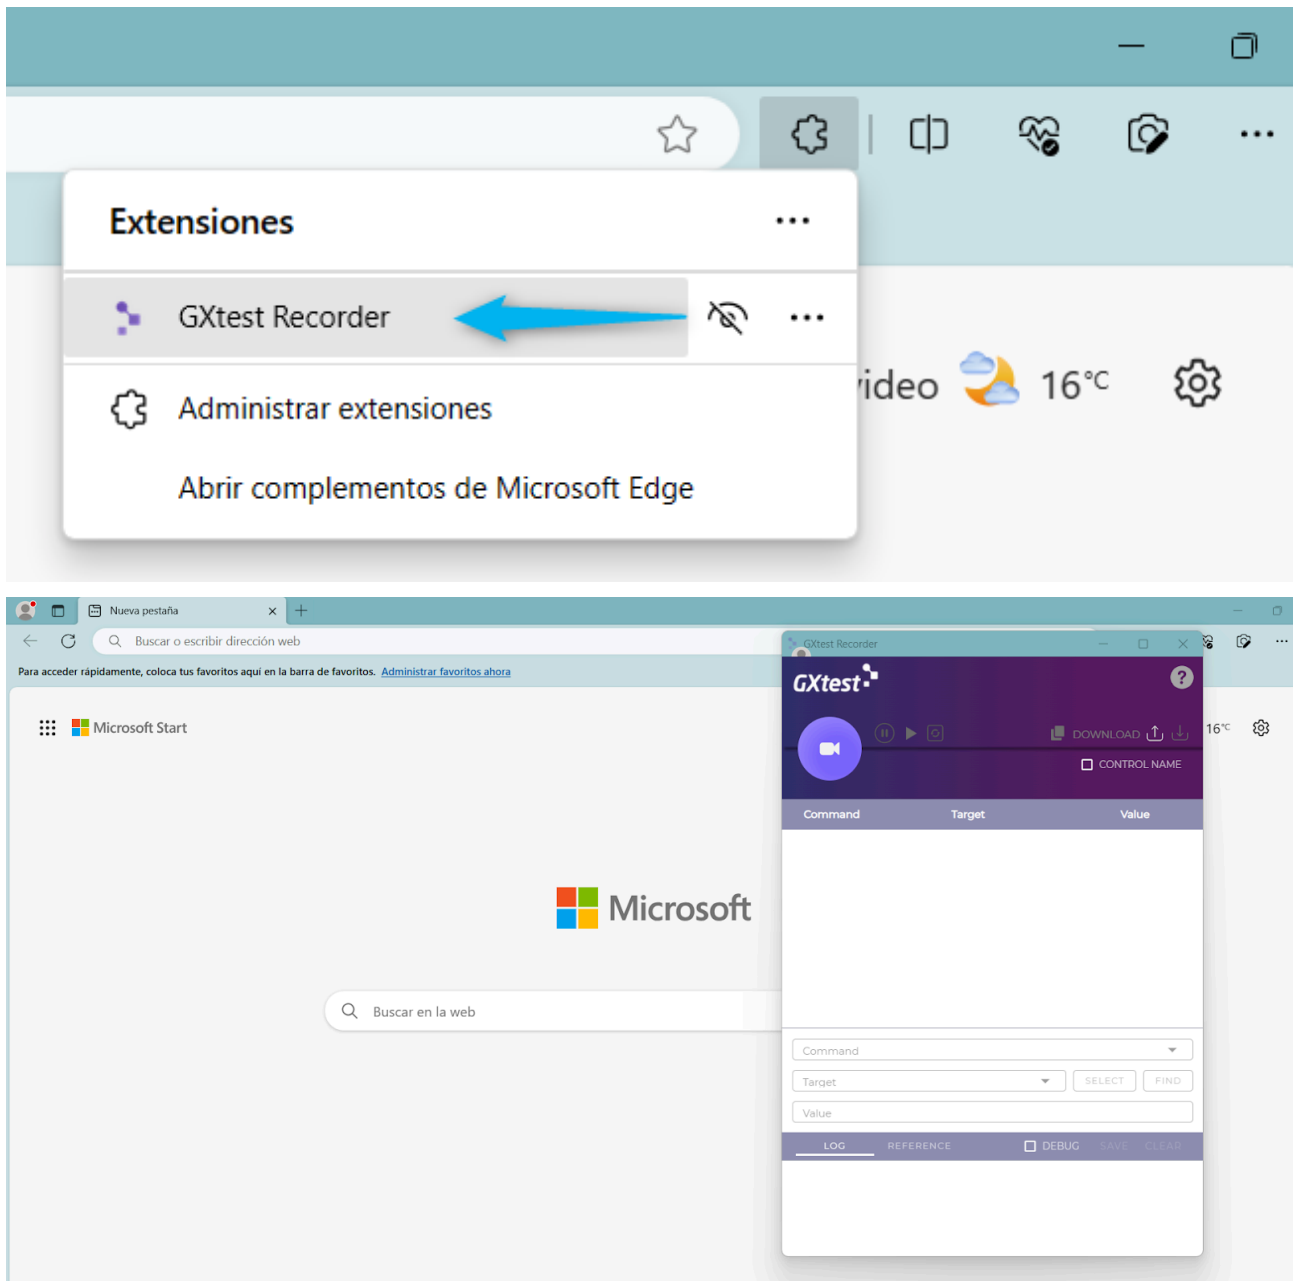 Extensiones
GXtest Recorder
ideo 16°C
Administrar extensiones
Abrir complementos de Microsoft Edge
Nueva pestaña
Buscar o escribir dirección web
GXtest Recorder
Para acceder rápidamente, coloca tus favoritos aquí en la barra de favoritos. Administrar favoritos ahora
GXtest
?
Microsoft Start
DOWNLOAD
16°C
CONTROL NAME
Command Target Value
Microsoft
Buscar en la web
Command
Target SELECT FIND
Value
LOG REFERENCE DEBUG SAVE CLEAR